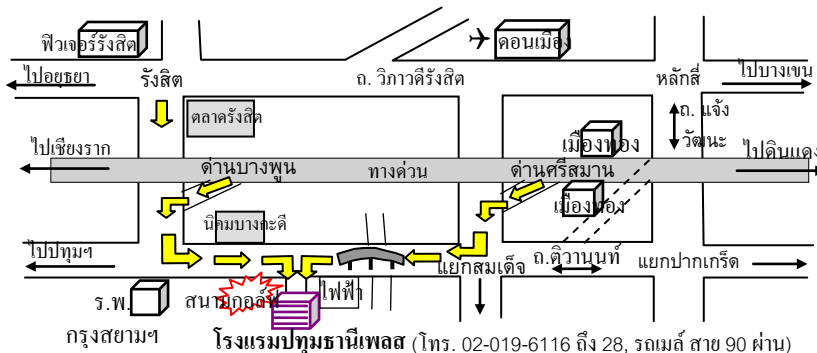 ฟิวเจอร์รังสิต
คอนเมือง
ไปอยุธยา
รังสิต
ถ. วิภาวดีรังสิต
หลักสี่
ไปบางเขน
ตลาดรังสิต
ถ. แจ้ง
วัฒนะ
เมืองทอง
ไปเชียงราก
ด่านบางพูน
ทางด่วน
ด่านศรีสมาน
ไปดินแดง
เมืองทอง
นิคมบางกะดี
ไปปทุมฯ
แยกสมเด็จ
ถ.ติวานนท์
แยกปากเกร็ด
ร.พ.
กรุงสยามฯ
สนามกอล์ฟ
ไฟฟ้า
โรงแรมปทุมธานีเพลส (โทร. 02-019-6116 ถึง 28, รถเมล์ สาย 90 ผ่าน)